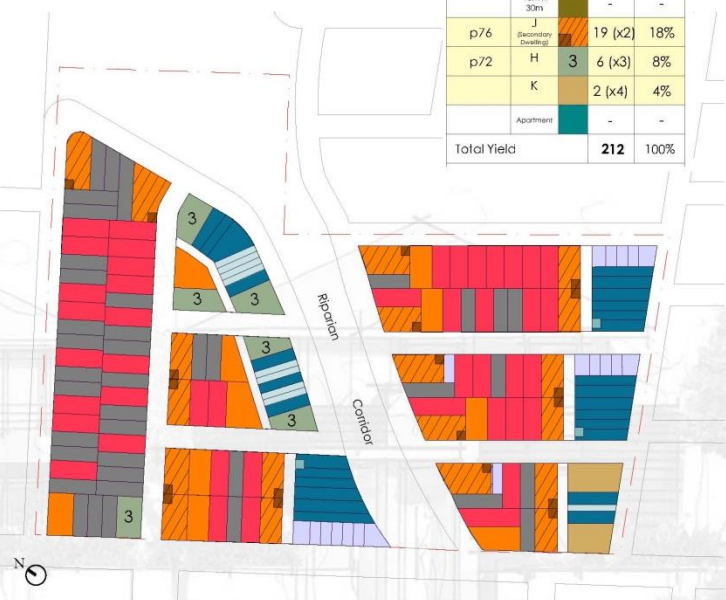 30m - -
p76 J (Secondary Dwelling) 19 (x2) 18%
p72 H 3 6 (x3) 8%
K 2 (x4) 4%
Apartment - -
Total Yield 212 100%
3
3
3
Riparian
3
Corridor
3
3
N